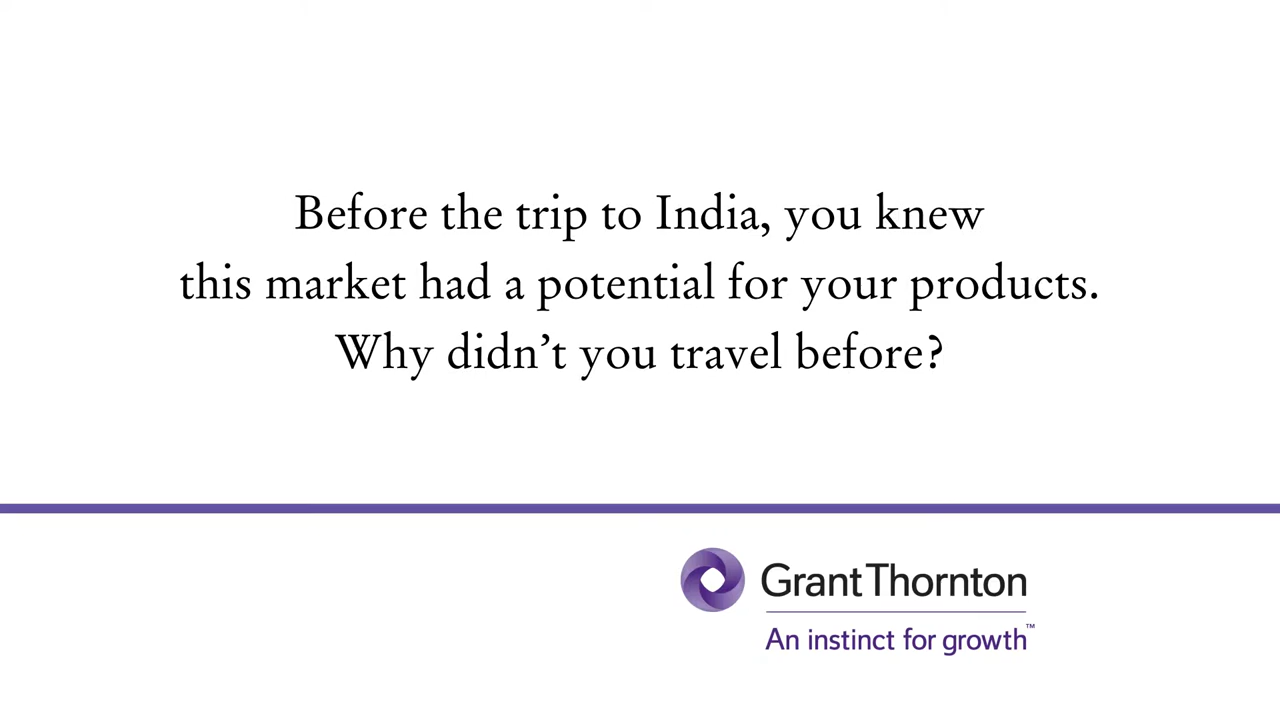 Before the trip to India, you knew
this market had a potential for your products.
Why didn’t you travel before?
GrantThornton
An instinct for growth™